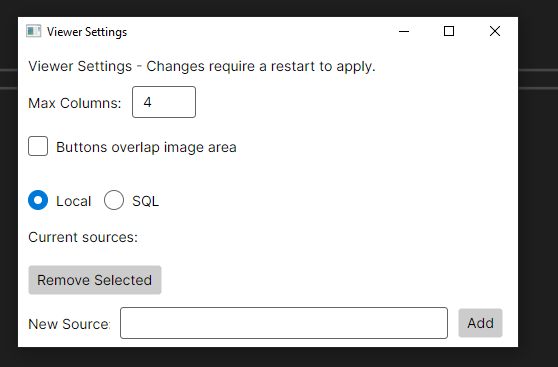 Viewer Settings
Viewer Settings - Changes require a restart to apply.
Max Columns: 4
Buttons overlap image area
Local SQL
Current sources:
Remove Selected
New Source: Add